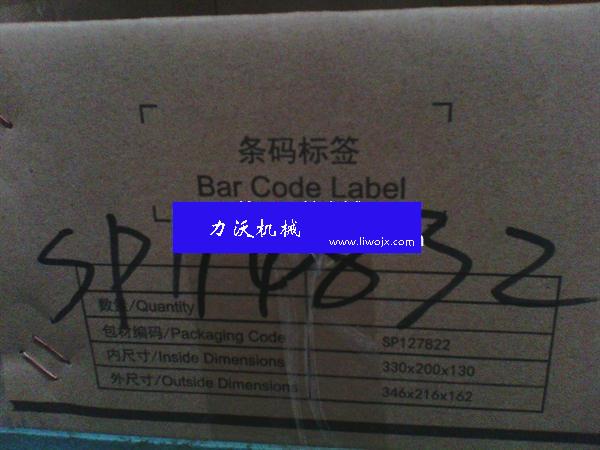 条码标签
Bar Code Label
力沃机械
www.liwojx.com
SP114832
数量/Quantity
包材编码/Packaging Code SP127822
内尺寸/Inside Dimensions 330x200x130
外尺寸/Outside Dimensions 346x216x162